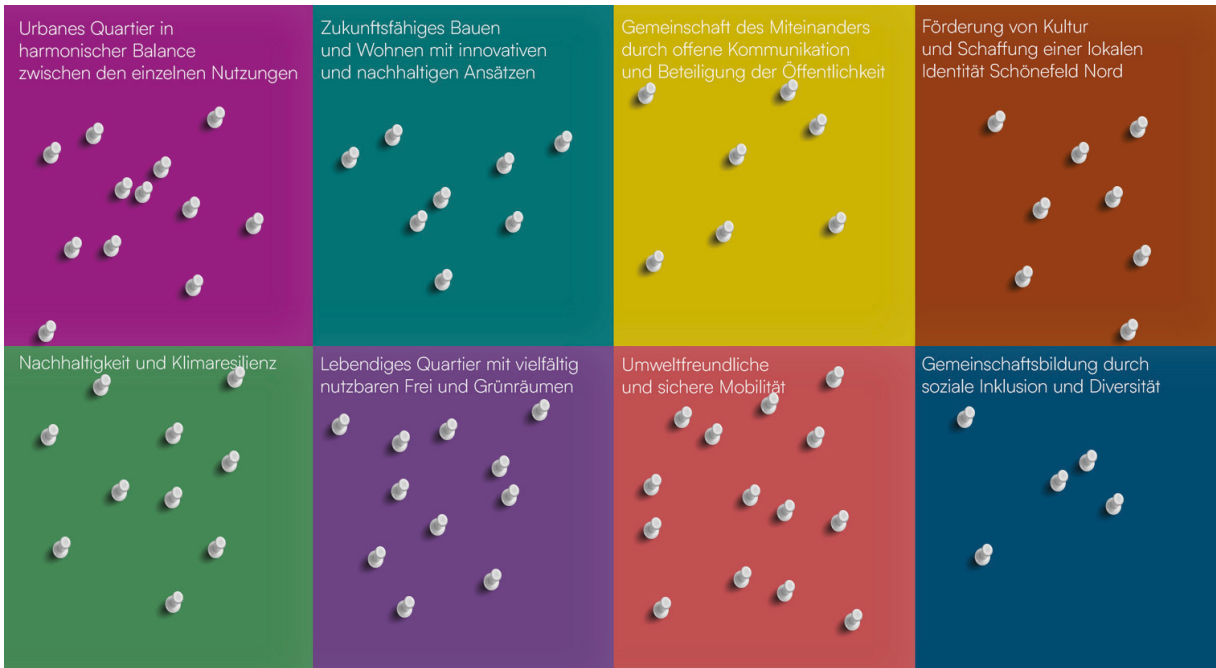 Urbanes Quartier in
harmonischer Balance
zwischen den einzelnen Nutzungen
Zukunftsfähiges Bauen
und Wohnen mit innovativen
und nachhaltigen Ansätzen
Gemeinschaft des Miteinanders
durch offene Kommunikation
und Beteiligung der Öffentlichkeit
Förderung von Kultur
und Schaffung einer lokalen
Identität Schönefeld Nord
Nachhaltigkeit und Klimaresilienz
Lebendiges Quartier mit vielfältig
nutzbaren Frei und Grünräumen
Umweltfreundliche
und sichere Mobilität
Gemeinschaftsbildung durch
soziale Inklusion und Diversität